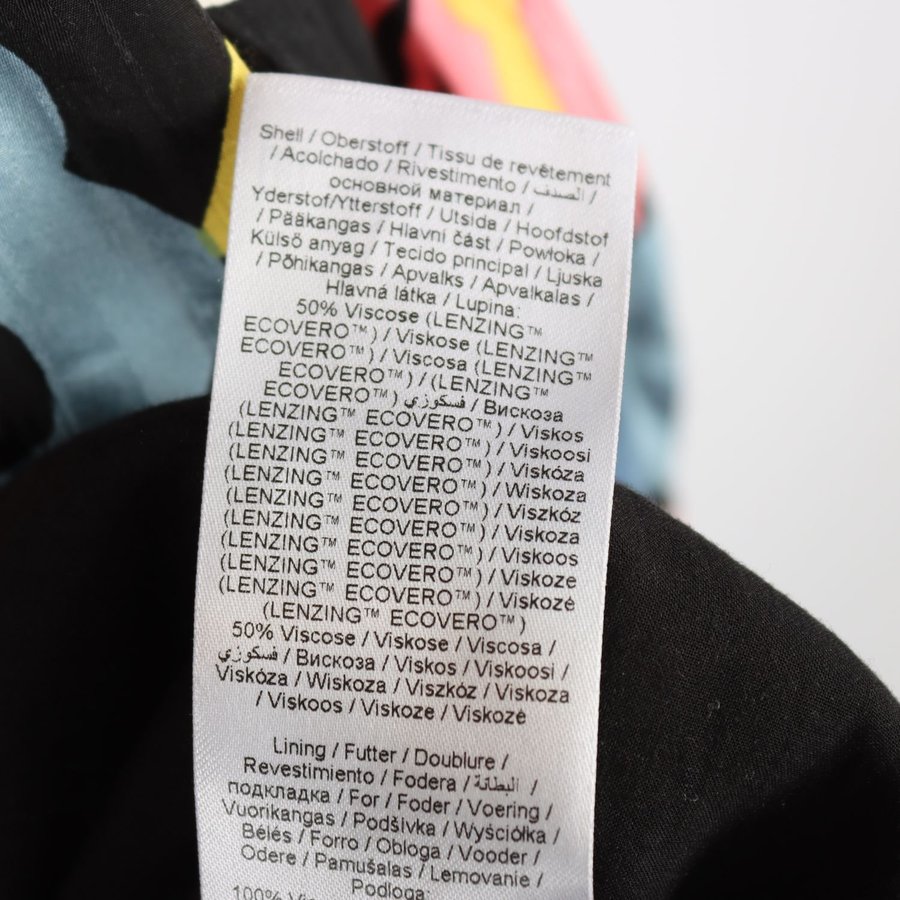 Shell / Oberstoff / Tissu de revêtement
/ Acolchado / Rivestimento / الصدف /
основной материал /
Yderstof/Ytterstoff / Utsida / Hoofdstof
/ Pääkangas / Hlavní část / Powłoka /
Külső anyag / Tecido principal / Ljuska
/ Põhikangas / Apvalks / Apvalkalas /
Hlavná látka / Lupina:
50% Viscose (LENZING™
ECOVERO™) / Viskose (LENZING™
ECOVERO™) / Viscosa (LENZING™
ECOVERO™) / (LENZING™
ECOVERO™) فسكوزي / Вискоза
(LENZING™ ECOVERO™) / Viskos
(LENZING™ ECOVERO™) / Viskoosi
(LENZING™ ECOVERO™) / Viskóza
(LENZING™ ECOVERO™) / Wiskoza
(LENZING™ ECOVERO™) / Viszkóz
(LENZING™ ECOVERO™) / Viskoza
(LENZING™ ECOVERO™) / Viskoos
(LENZING™ ECOVERO™) / Viskoze
(LENZING™ ECOVERO™) / Viskozė
(LENZING™ ECOVERO™)
50% Viscose / Viskose / Viscosa /
فسكوزي / Вискоза / Viskos / Viskoosi /
Viskóza / Wiskoza / Viszkóz / Viskoza
/ Viskoos / Viskoze / Viskozė
Lining / Futter / Doublure /
Revestimiento / Fodera / البطانة /
подкладка / For / Foder / Voering /
Vuorikangas / Podšívka / Wyściółka /
Bélés / Forro / Obloga / Vooder /
Odere / Pamušalas / Lemovanie /
Podloga:
100%